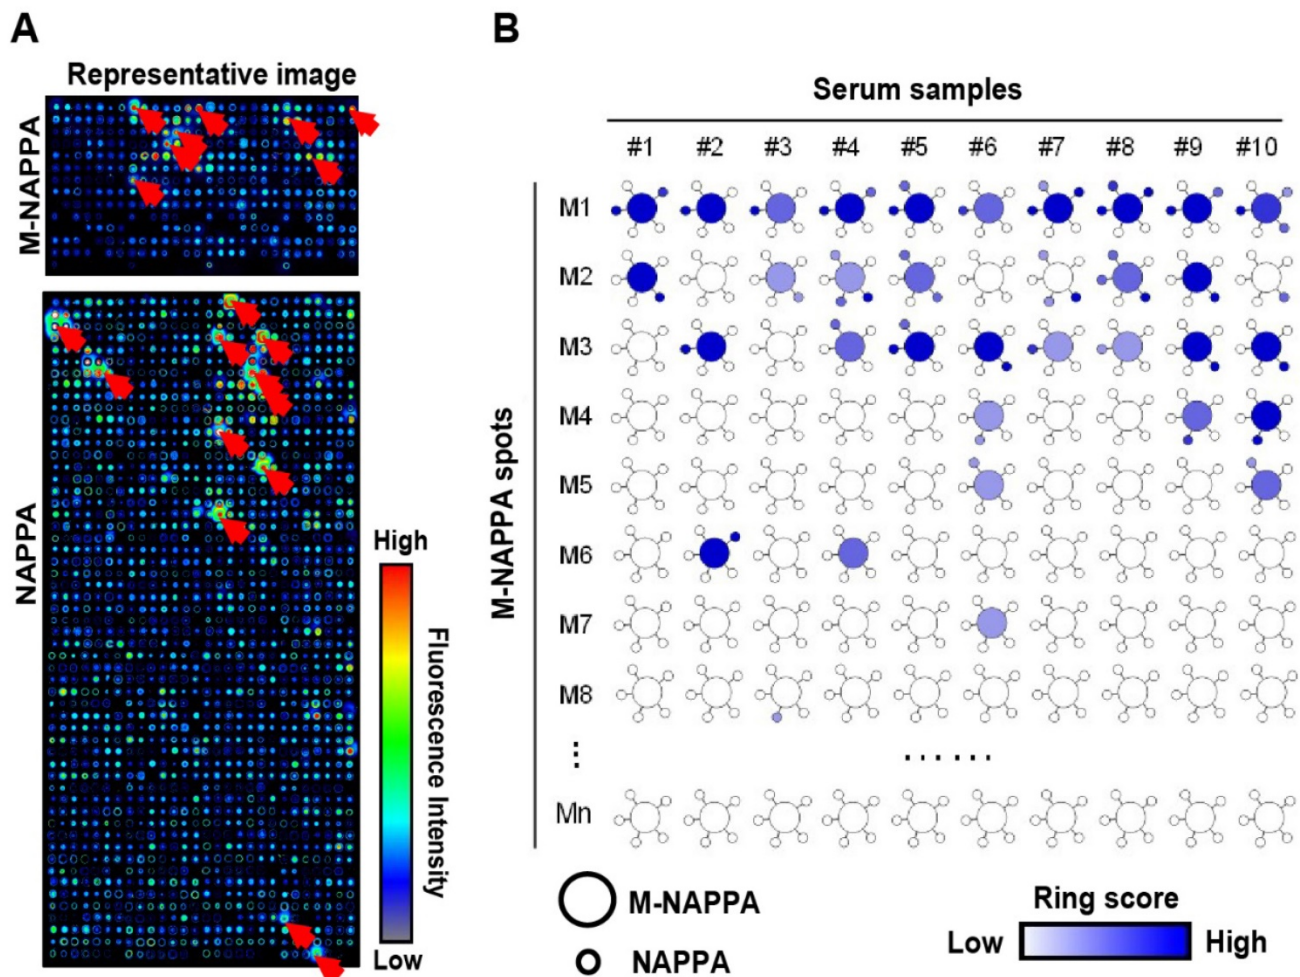 A
Representative image
M-NAPPA
NAPPA
High
Fluorescence Intensity
Low
B
Serum samples
#1 #2 #3 #4 #5 #6 #7 #8 #9 #10
M-NAPPA spots
M1
M2
M3
M4
M5
M6
M7
M8
⋮
......
Mn
M-NAPPA
NAPPA
Ring score
Low High